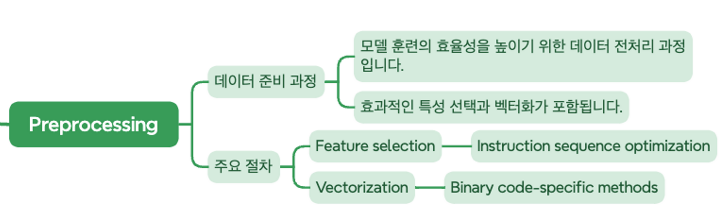 Preprocessing
데이터 준비 과정
모델 훈련의 효율성을 높이기 위한 데이터 전처리 과정
입니다.
효과적인 특성 선택과 벡터화가 포함됩니다.
주요 절차
Feature selection
Instruction sequence optimization
Vectorization
Binary code-specific methods